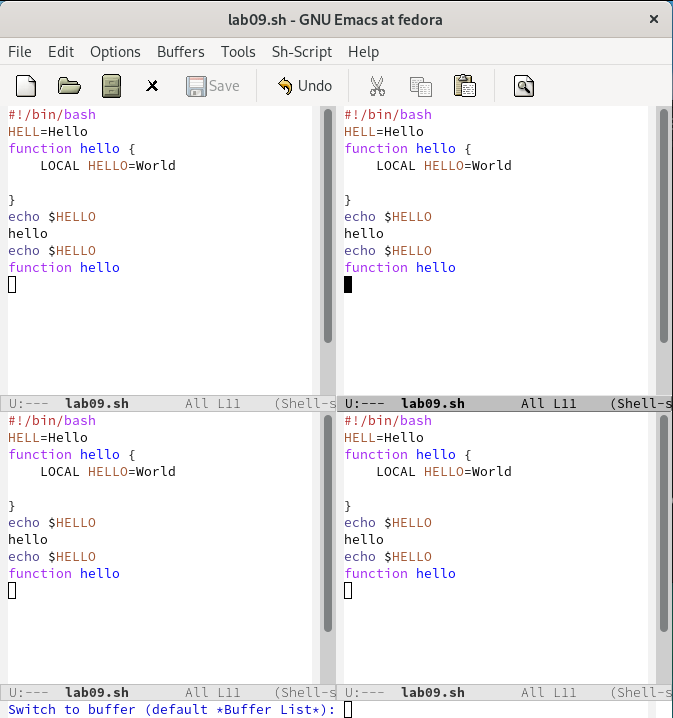 lab09.sh - GNU Emacs at fedora
File Edit Options Buffers Tools Sh-Script Help
Save Undo
#!/bin/bash
HELL=Hello
function hello {
    LOCAL HELLO=World
}
echo $HELLO
hello
echo $HELLO
function hello
U:--- lab09.sh All L11 (Shell-s
#!/bin/bash
HELL=Hello
function hello {
    LOCAL HELLO=World
}
echo $HELLO
hello
echo $HELLO
function hello
U:--- lab09.sh All L11 (Shell-s
#!/bin/bash
HELL=Hello
function hello {
    LOCAL HELLO=World
}
echo $HELLO
hello
echo $HELLO
function hello
U:--- lab09.sh All L11 (Shell-s
#!/bin/bash
HELL=Hello
function hello {
    LOCAL HELLO=World
}
echo $HELLO
hello
echo $HELLO
function hello
U:--- lab09.sh All L11 (Shell-s
Switch to buffer (default *Buffer List*):